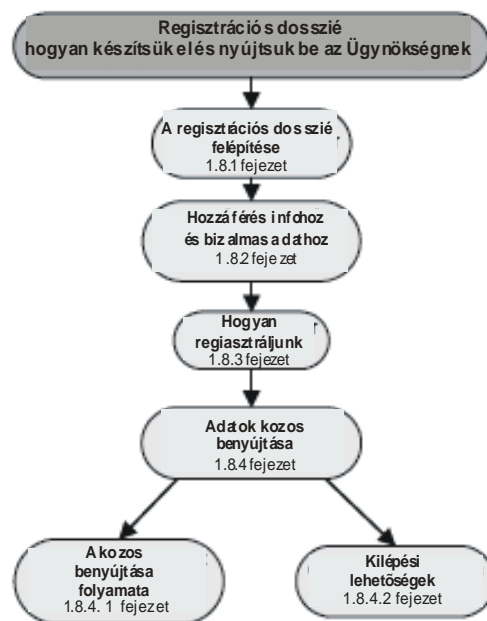 Regisztrációs dosszié
hogyan készítsük el és nyújtsuk be az Ügynökségnek
A regisztrációs dosszié
felépítése
1.8.1 fejezet
Hozzáférés infohoz
és bizalmas adathoz
1.8.2 fejezet
Hogyan
regiasztráljunk
1.8.3 fejezet
Adatok kozos
benyújtása
1.8.4 fejezet
A kozos
benyújtása
folyamata
1.8.4. 1 fejezet
Kilépési
lehetőségek
1.8.4.2 fejezet